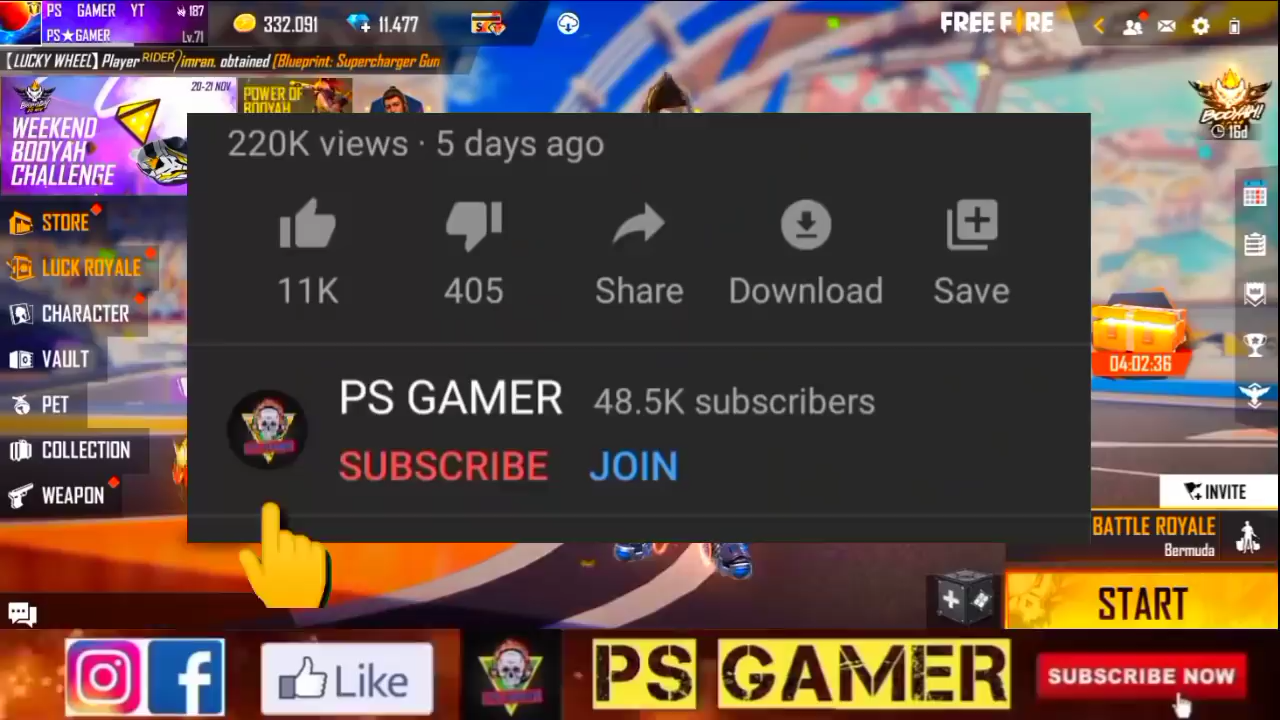 PS GAMER YT
187
PS★GAMER
Lv.71
332.091
11.477
FREE FIRE
[LUCKY WHEEL] Player RIDER imran. obtained [Blueprint: Supercharger Gun
20-21 NOV
WEEKEND
BOOYAH
CHALLENGE
POWER OF
BOOYAH
BOOYAH!
16d
220K views · 5 days ago
11K
405
Share
Download
Save
PS GAMER
48.5K subscribers
SUBSCRIBE
JOIN
STORE
LUCK ROYALE
CHARACTER
VAULT
PET
COLLECTION
WEAPON
04:02:36
INVITE
BATTLE ROYALE
Bermuda
START
Like
PS GAMER
SUBSCRIBE NOW